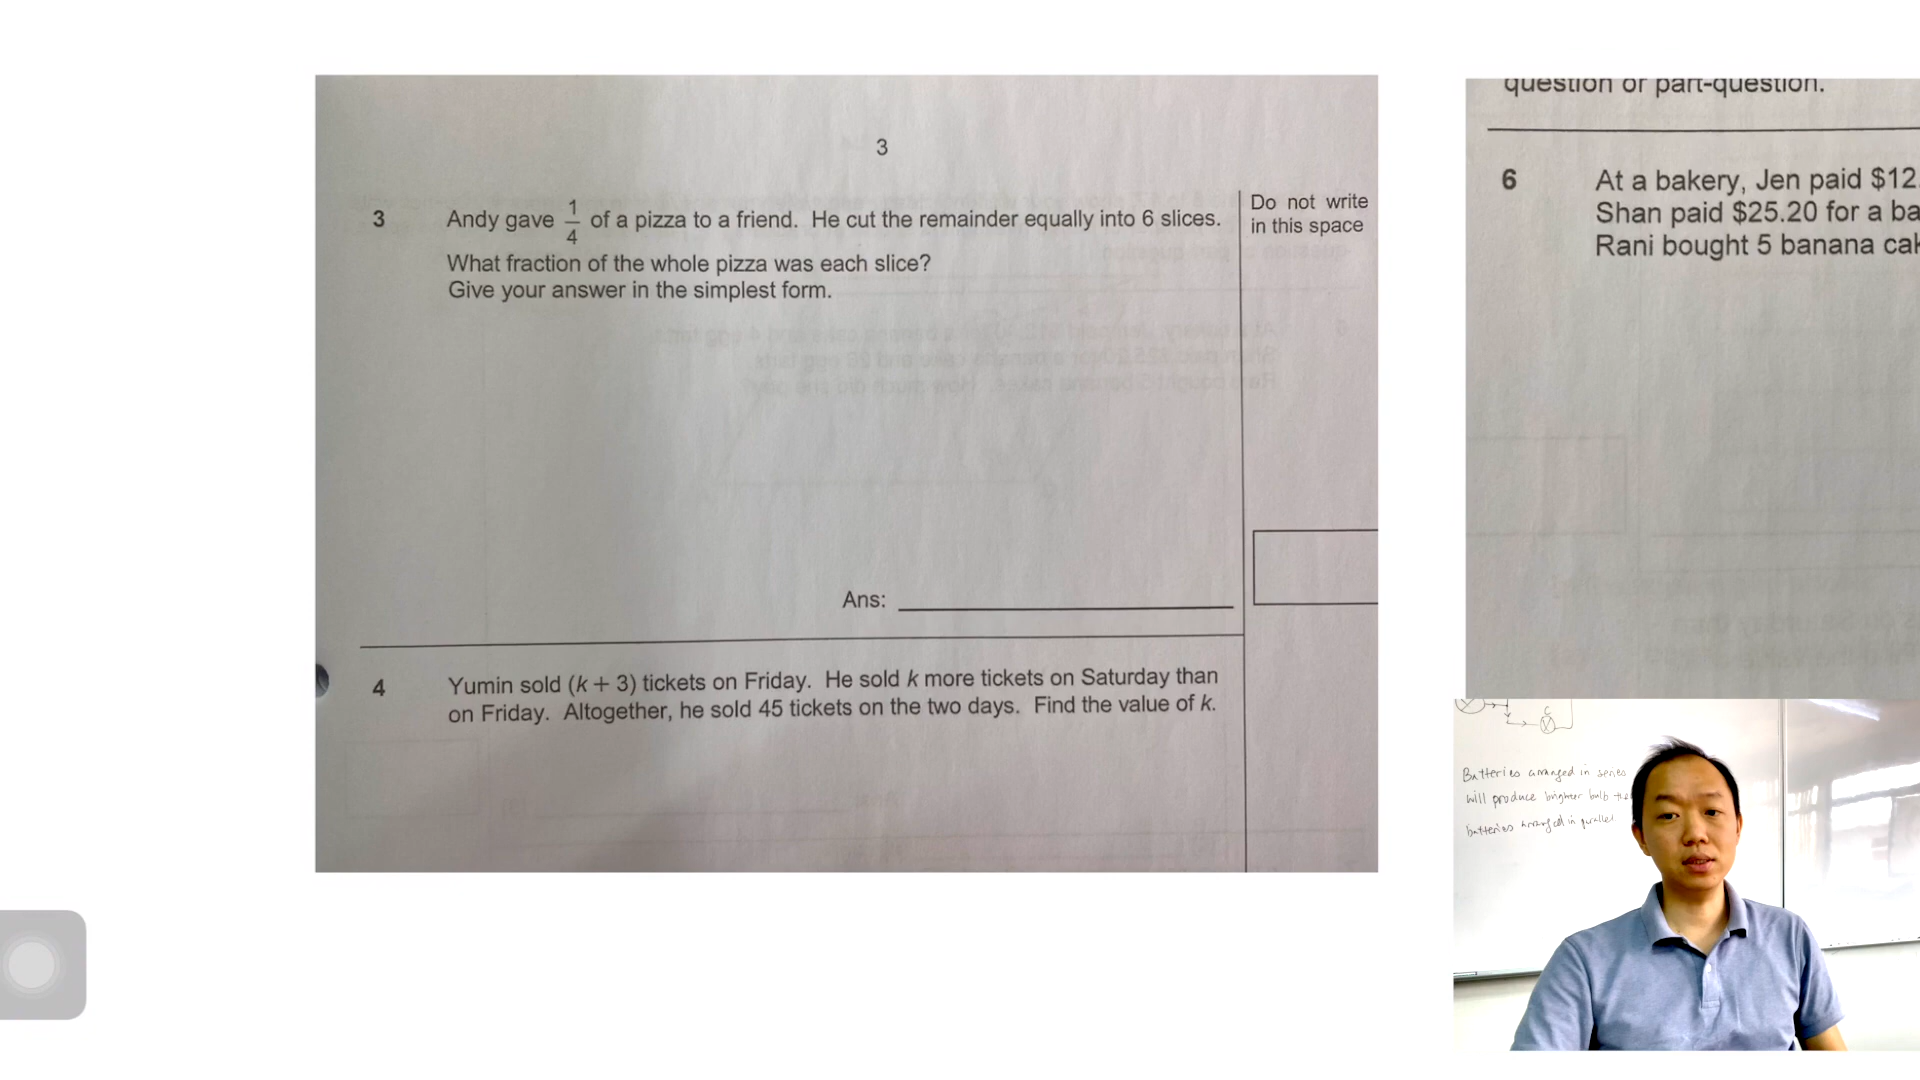 3
3 Andy gave 1/4 of a pizza to a friend. He cut the remainder equally into 6 slices.
What fraction of the whole pizza was each slice?
Give your answer in the simplest form.
Do not write
in this space
Ans:
4 Yumin sold (k + 3) tickets on Friday. He sold k more tickets on Saturday than
on Friday. Altogether, he sold 45 tickets on the two days. Find the value of k.
question or part-question.
6 At a bakery, Jen paid $12.
Shan paid $25.20 for a ba
Rani bought 5 banana cak
C
Batteries arranged in series
will produce brighter bulb
batteries arranged in parallel